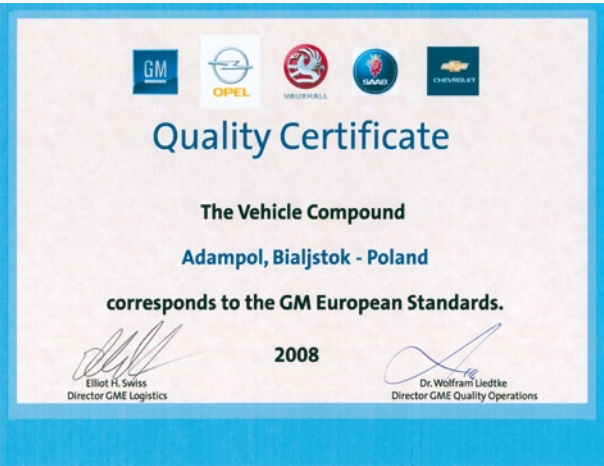 GM
OPEL
VAUXHALL
SAAB
CHEVROLET
Quality Certificate
The Vehicle Compound
Adampol, Bialjstok - Poland
corresponds to the GM European Standards.
2008
Elliot H. Swiss
Director GME Logistics
Dr. Wolfram Liedtke
Director GME Quality Operations